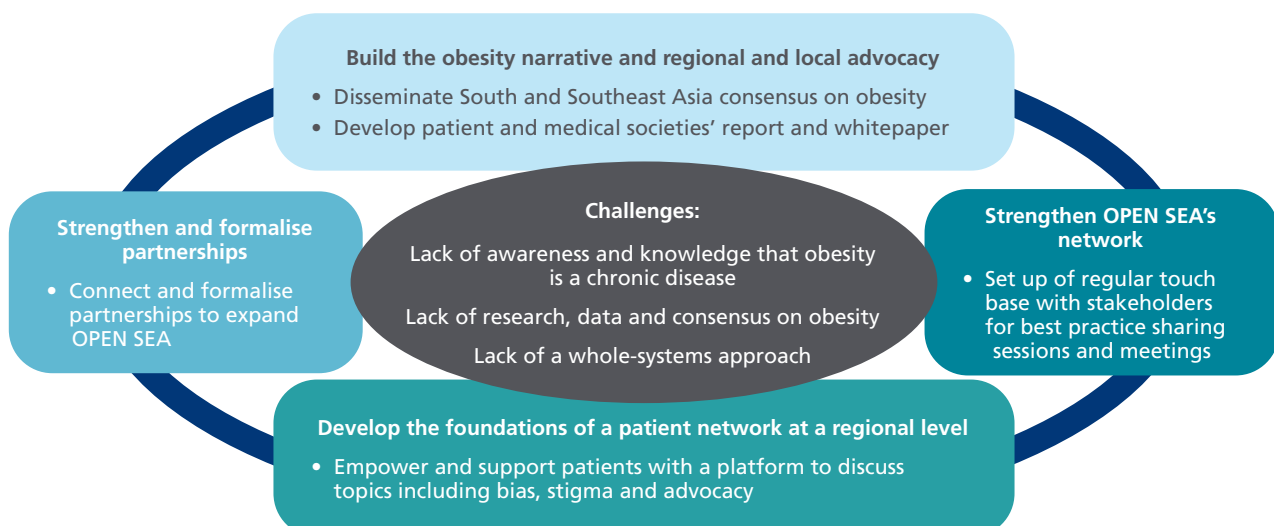 Build the obesity narrative and regional and local advocacy
• Disseminate South and Southeast Asia consensus on obesity
• Develop patient and medical societies' report and whitepaper
Strengthen and formalise
partnerships
• Connect and formalise
partnerships to expand
OPEN SEA
Challenges:
Lack of awareness and knowledge that obesity
is a chronic disease
Lack of research, data and consensus on obesity
Lack of a whole-systems approach
Strengthen OPEN SEA's
network
• Set up of regular touch
base with stakeholders
for best practice sharing
sessions and meetings
Develop the foundations of a patient network at a regional level
• Empower and support patients with a platform to discuss
topics including bias, stigma and advocacy